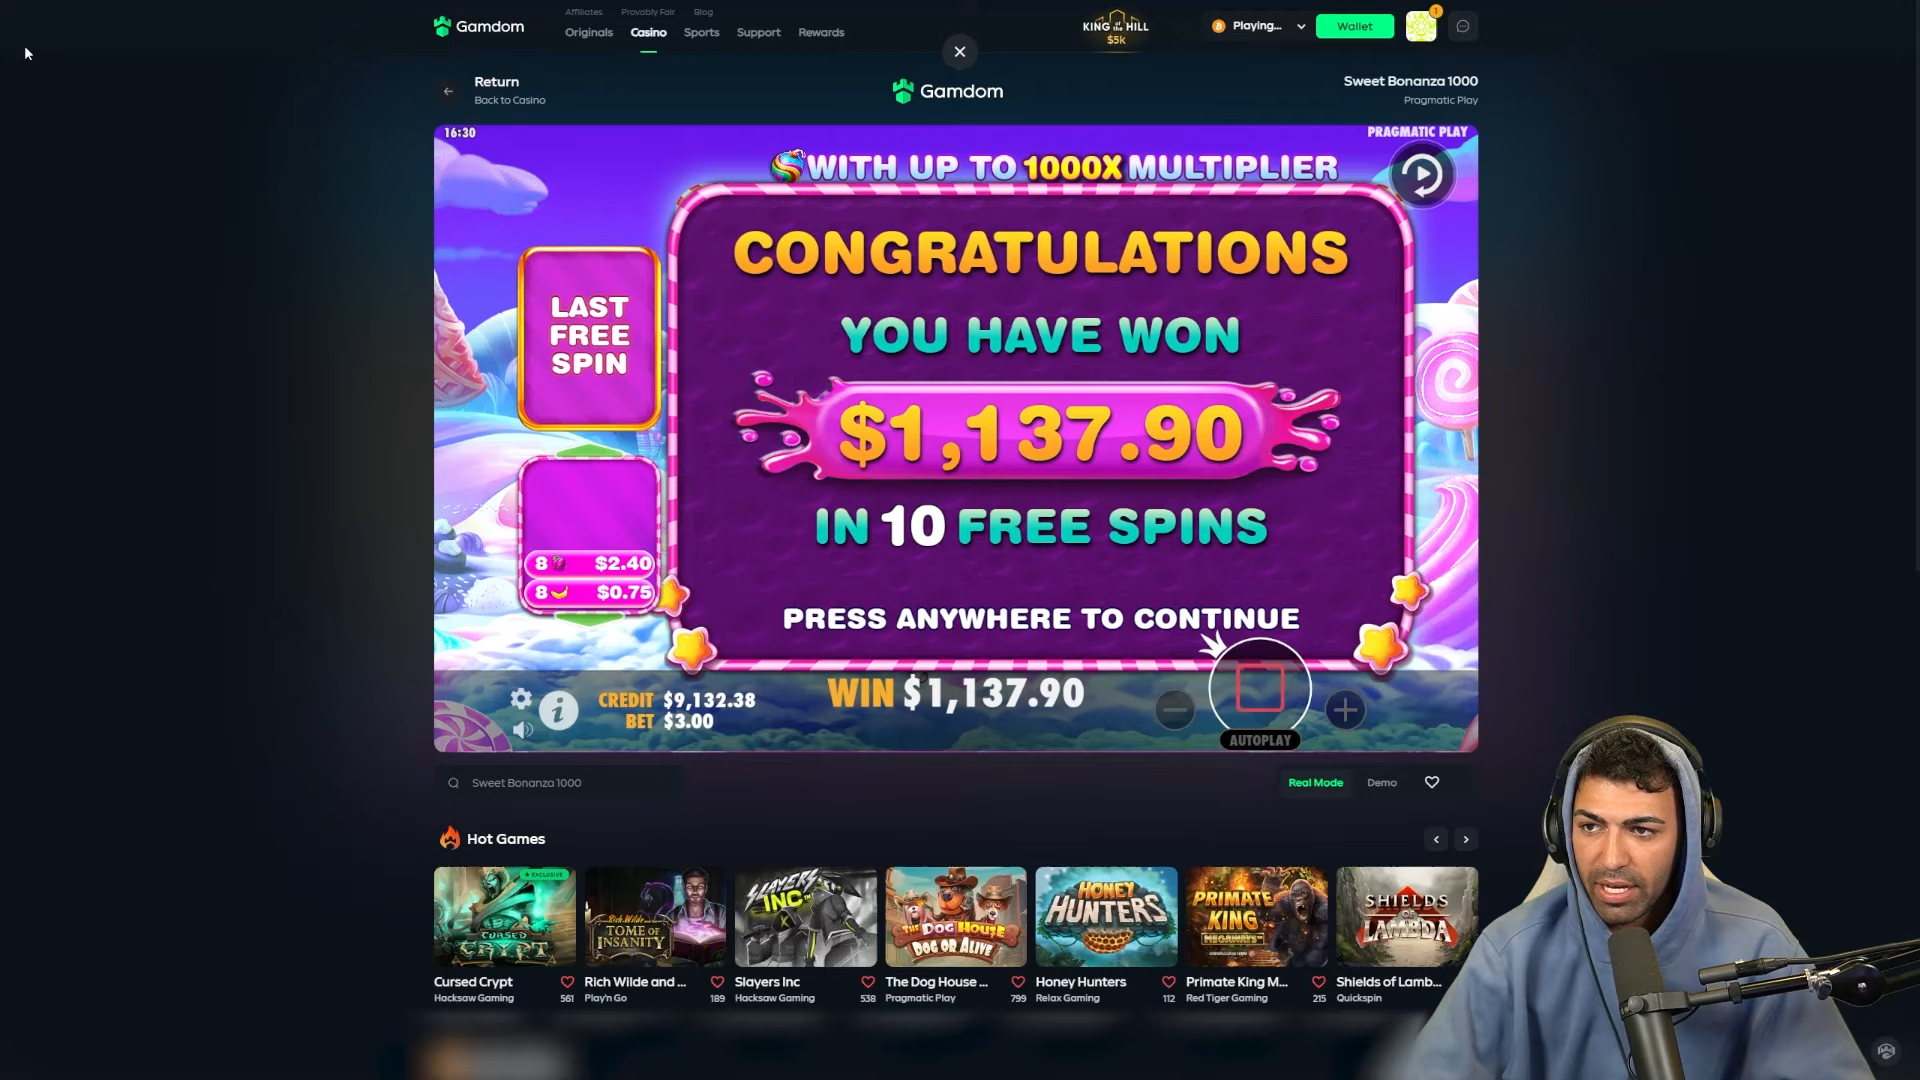 Affiliates Provably Fair Blog
Gamdom
Originals Casino Sports Support Rewards
KING of the HILL
$5k
Playing...
Wallet
1
Return
Back to Casino
Gamdom
Sweet Bonanza 1000
Pragmatic Play
16:30
PRAGMATIC PLAY
WITH UP TO 1000X MULTIPLIER
CONGRATULATIONS
YOU HAVE WON
$1,137.90
IN 10 FREE SPINS
PRESS ANYWHERE TO CONTINUE
LAST
FREE
SPIN
8 $2.40
8 $0.75
CREDIT $9,132.38
BET $3.00
WIN $1,137.90
AUTOPLAY
Sweet Bonanza 1000
Real Mode Demo
Hot Games
EXCLUSIVE
CURSED
CRYPT
Rich Wilde and the
TOME OF
INSANITY
SLAYERS
INC
THE DOG HOUSE
DOG OR ALIVE
HONEY
HUNTERS
PRIMATE
KING
MEGAWAYS
SHIELDS
OF
LAMBDA
Cursed Crypt
Hacksaw Gaming 561
Rich Wilde and ...
Play'n Go 189
Slayers Inc
Hacksaw Gaming 538
The Dog House ...
Pragmatic Play 799
Honey Hunters
Relax Gaming 112
Primate King M...
Red Tiger Gaming 215
Shields of Lamb...
Quickspin